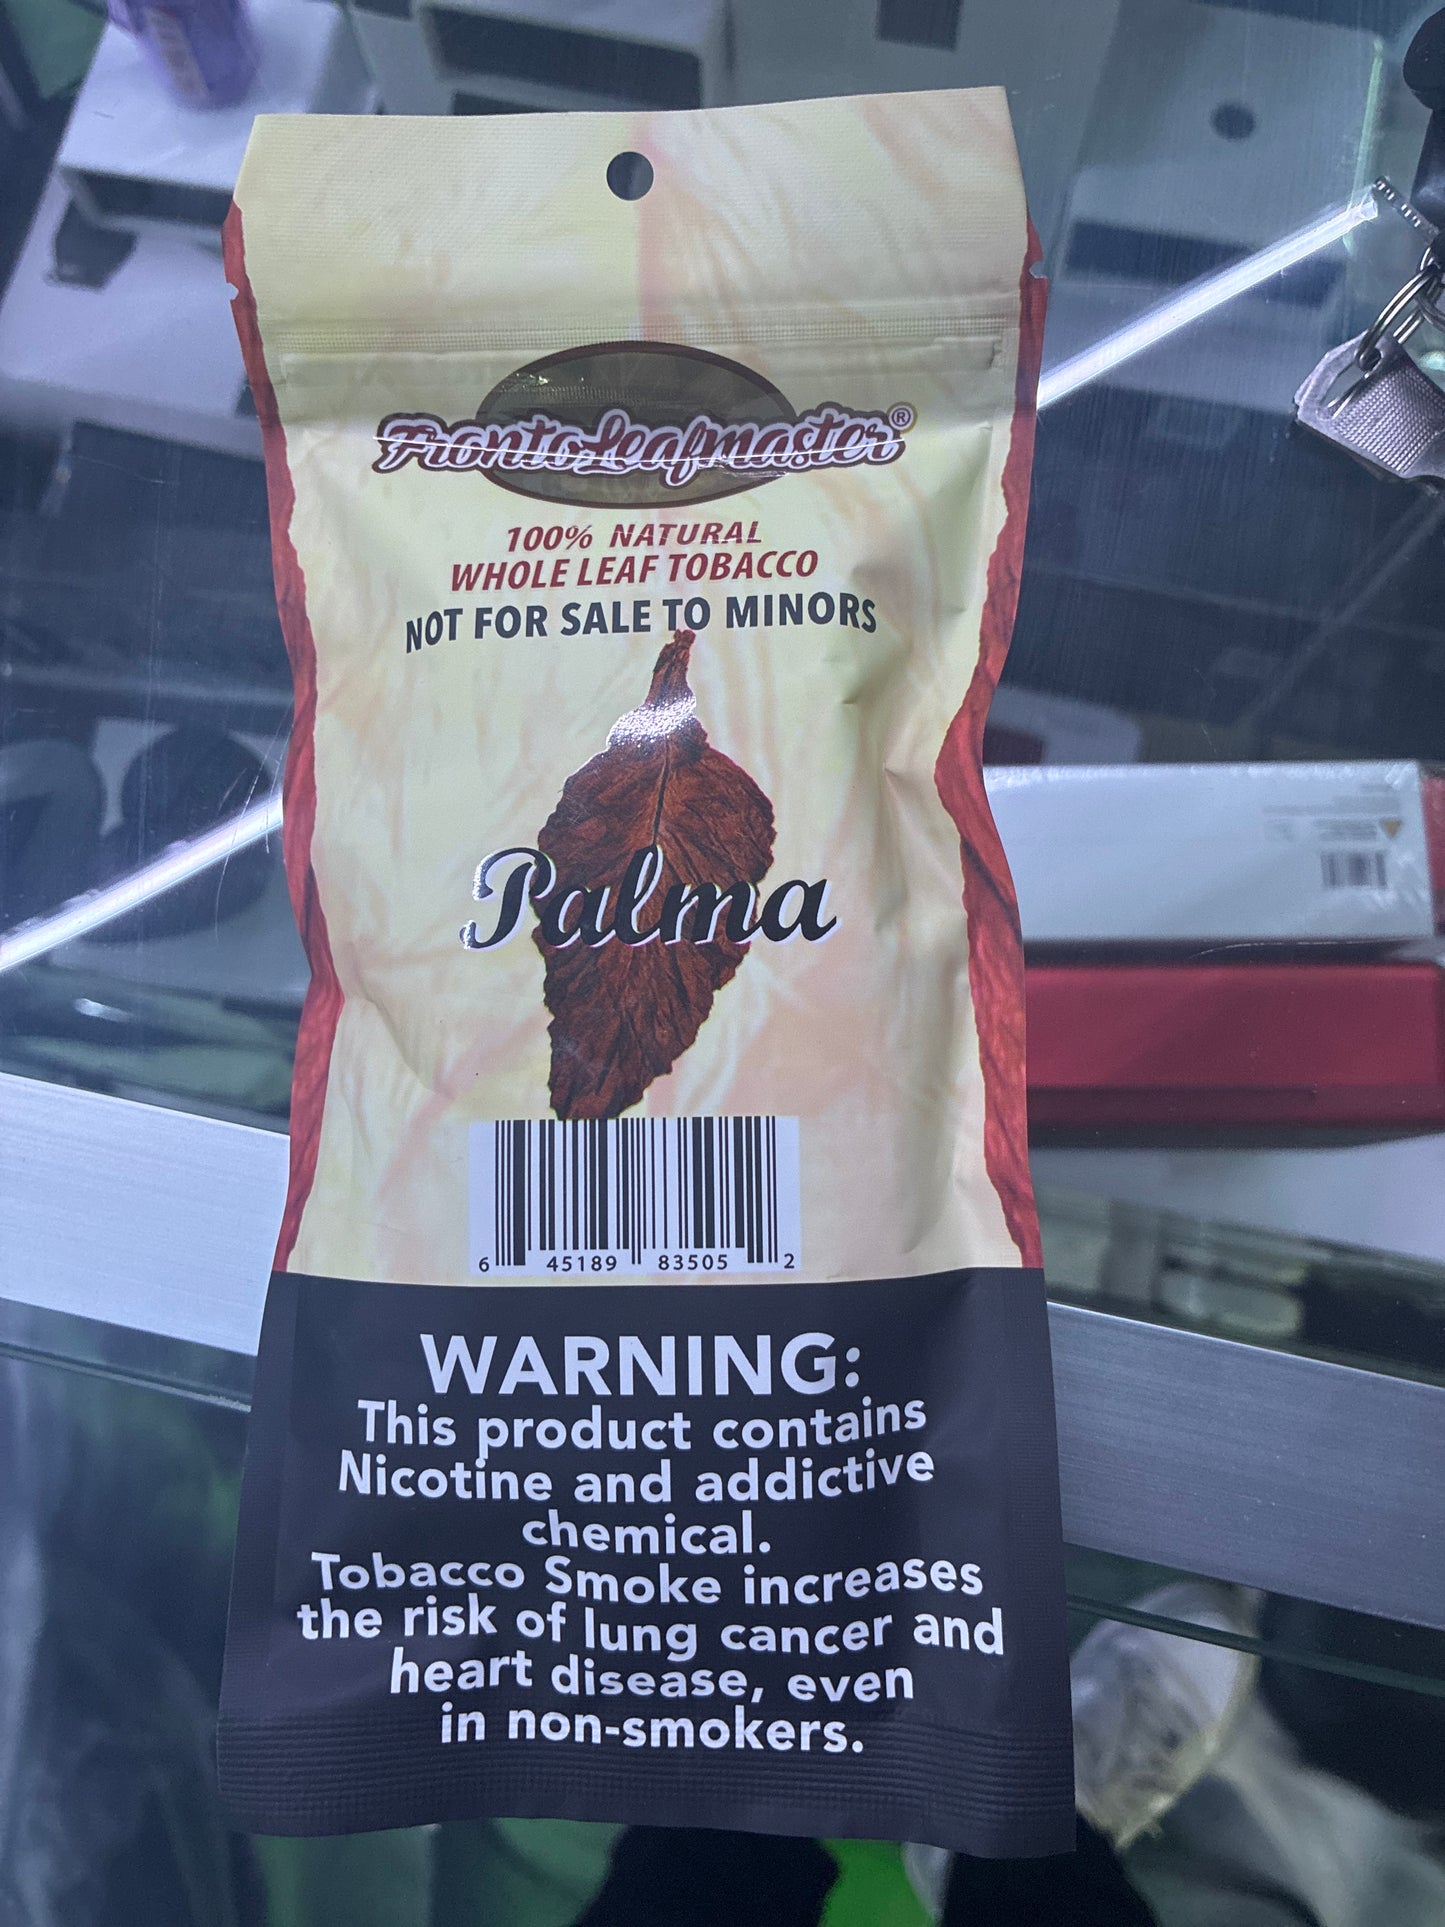 FrontoLeafmaster®
100% NATURAL
WHOLE LEAF TOBACCO
NOT FOR SALE TO MINORS
Palma
6 45189 83505 2
WARNING:
This product contains
Nicotine and addictive
chemical.
Tobacco Smoke increases
the risk of lung cancer and
heart disease, even
in non-smokers.